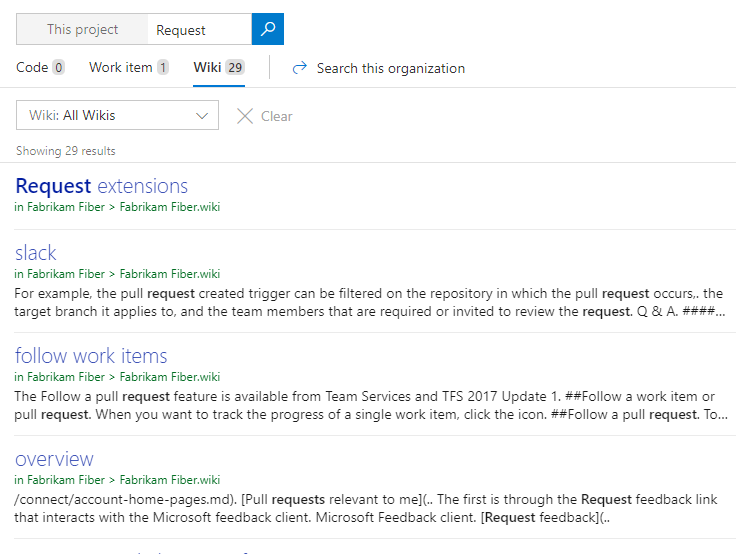 This project Request
Code 0 Work item 1 Wiki 29 Search this organization
Wiki: All Wikis Clear
Showing 29 results
Request extensions
in Fabrikam Fiber > Fabrikam Fiber.wiki
slack
in Fabrikam Fiber > Fabrikam Fiber.wiki
For example, the pull request created trigger can be filtered on the repository in which the pull request occurs,. the
target branch it applies to, and the team members that are required or invited to review the request. Q & A. ####...
follow work items
in Fabrikam Fiber > Fabrikam Fiber.wiki
The Follow a pull request feature is available from Team Services and TFS 2017 Update 1. ##Follow a work item or
pull request. When you want to track the progress of a single work item, click the icon. ##Follow a pull request. To...
overview
in Fabrikam Fiber > Fabrikam Fiber.wiki
/connect/account-home-pages.md). [Pull requests relevant to me](.. The first is through the Request feedback link
that interacts with the Microsoft feedback client. Microsoft Feedback client. [Request feedback](..